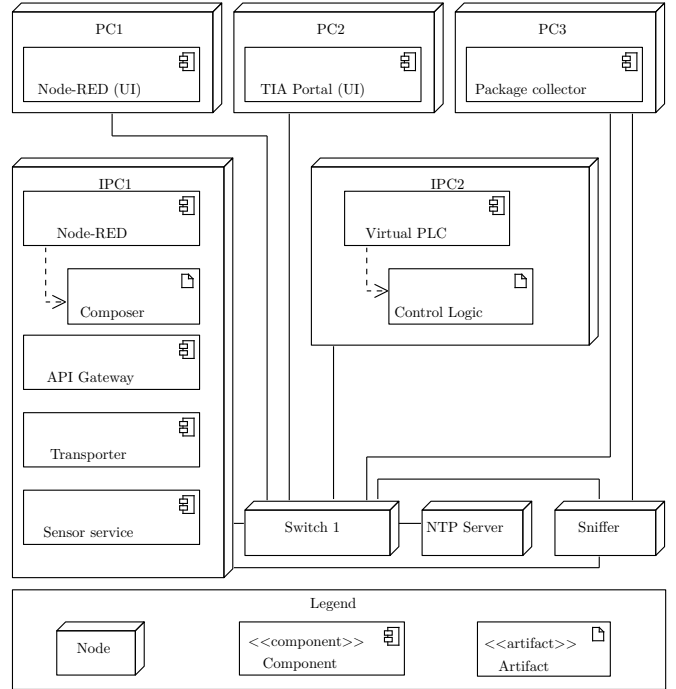 PC1
Node-RED (UI)
PC2
TIA Portal (UI)
PC3
Package collector
IPC1
Node-RED
Composer
API Gateway
Transporter
Sensor service
IPC2
Virtual PLC
Control Logic
Switch 1
NTP Server
Sniffer
Legend
Node
<<component>>
Component
<<artifact>>
Artifact